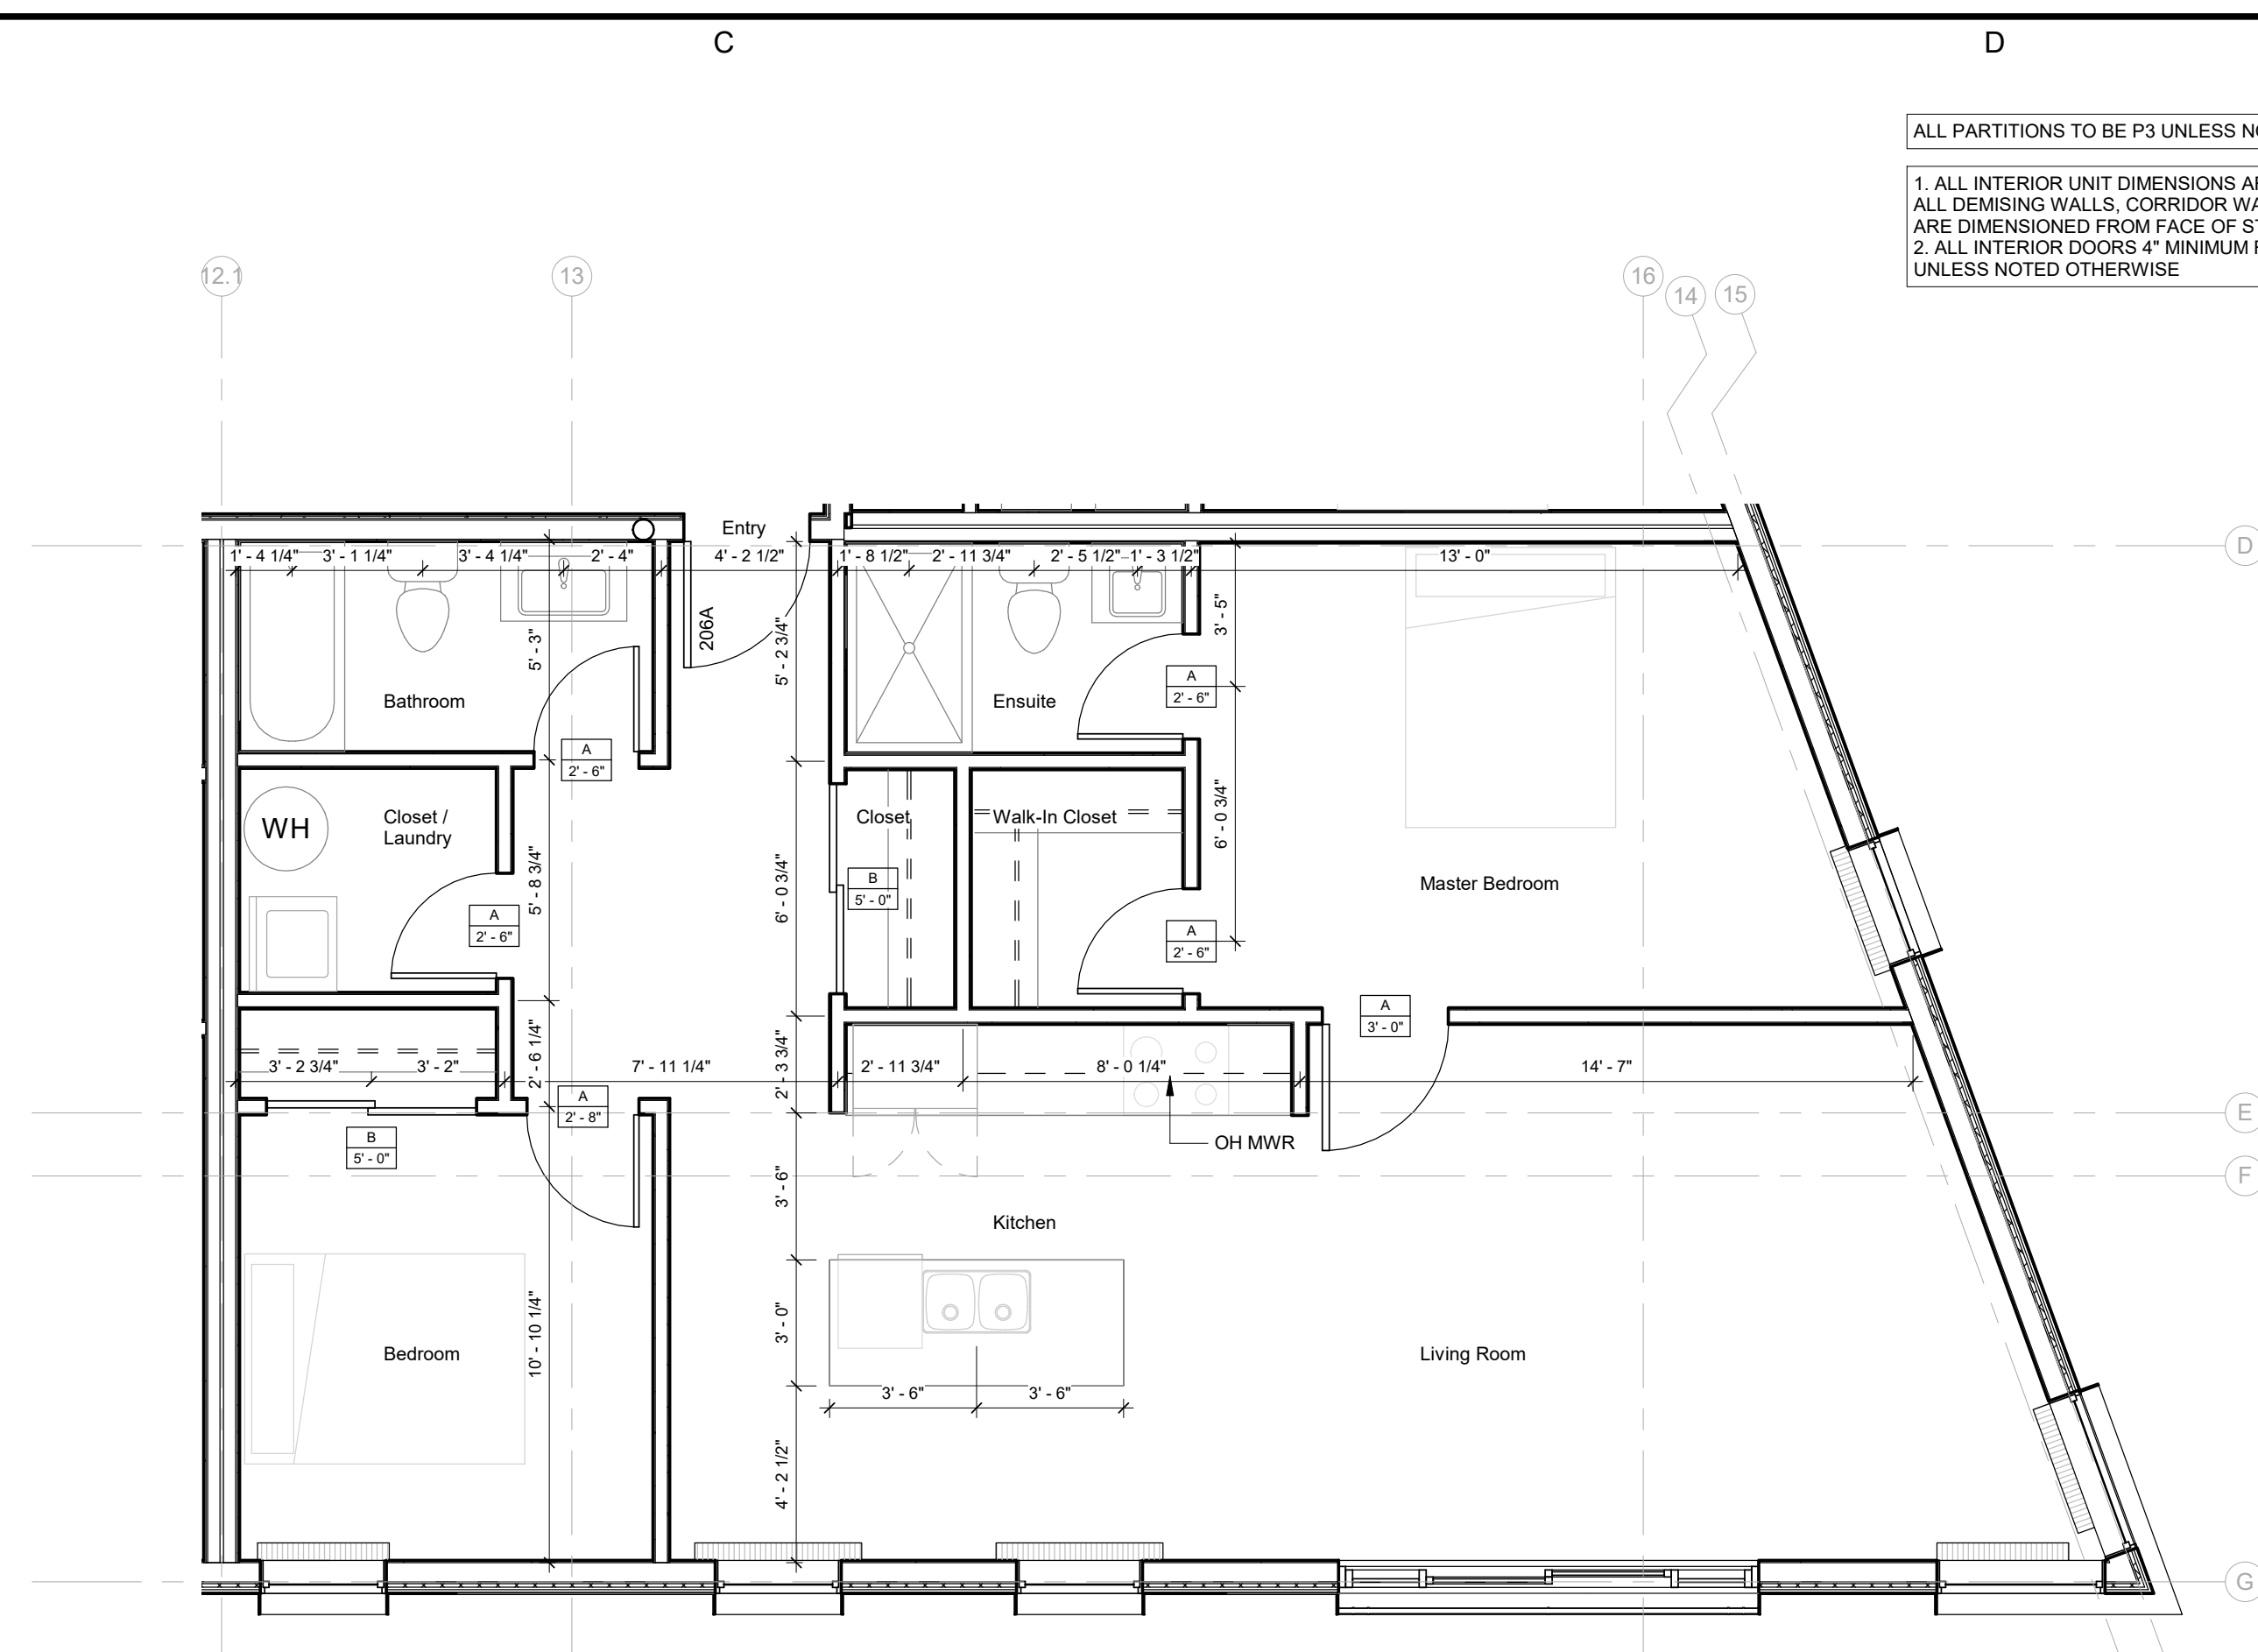 C
D
ALL PARTITIONS TO BE P3 UNLESS
1. ALL INTERIOR UNIT DIMENSIONS
ALL DEMISING WALLS, CORRIDOR
ARE DIMENSIONED FROM FACE OF
2. ALL INTERIOR DOORS 4" MINIMUM
UNLESS NOTED OTHERWISE
12.1
13
16
14
15
Entry
D
1' - 4 1/4"
3' - 1 1/4"
3' - 4 1/4"
2' - 4"
4' - 2 1/2"
1' - 8 1/2"
2' - 11 3/4"
2' - 5 1/2"
1' - 3 1/2"
13' - 0"
206A
5' - 3"
5' - 2 3/4"
3' - 5"
Bathroom
Ensuite
A
2' - 6"
A
2' - 6"
WH
Closet /
Laundry
Closet
Walk-In Closet
6' - 0 3/4"
5' - 8 3/4"
6' - 0 3/4"
B
5' - 0"
Master Bedroom
A
2' - 6"
A
2' - 6"
A
3' - 0"
3' - 2 3/4"
3' - 2"
2' - 6 1/4"
7' - 11 1/4"
2' - 3 3/4"
2' - 11 3/4"
8' - 0 1/4"
14' - 7"
A
2' - 8"
E
B
5' - 0"
OH MWR
F
3' - 6"
Kitchen
10' - 10 1/4"
3' - 0"
Bedroom
Living Room
3' - 6"
3' - 6"
4' - 2 1/2"
G